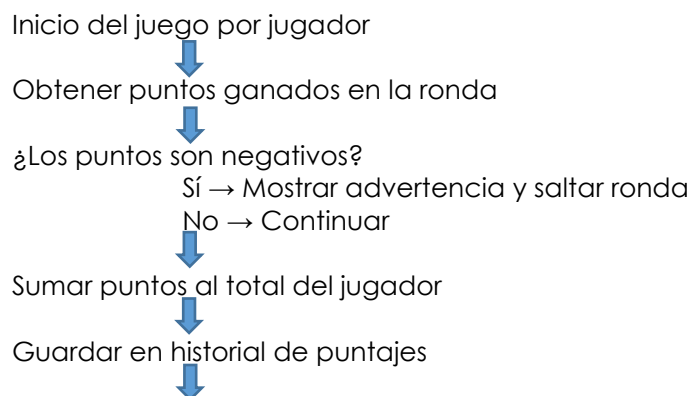 Inicio del juego por jugador
Obtener puntos ganados en la ronda
¿Los puntos son negativos?
Sí → Mostrar advertencia y saltar ronda
No → Continuar
Sumar puntos al total del jugador
Guardar en historial de puntajes